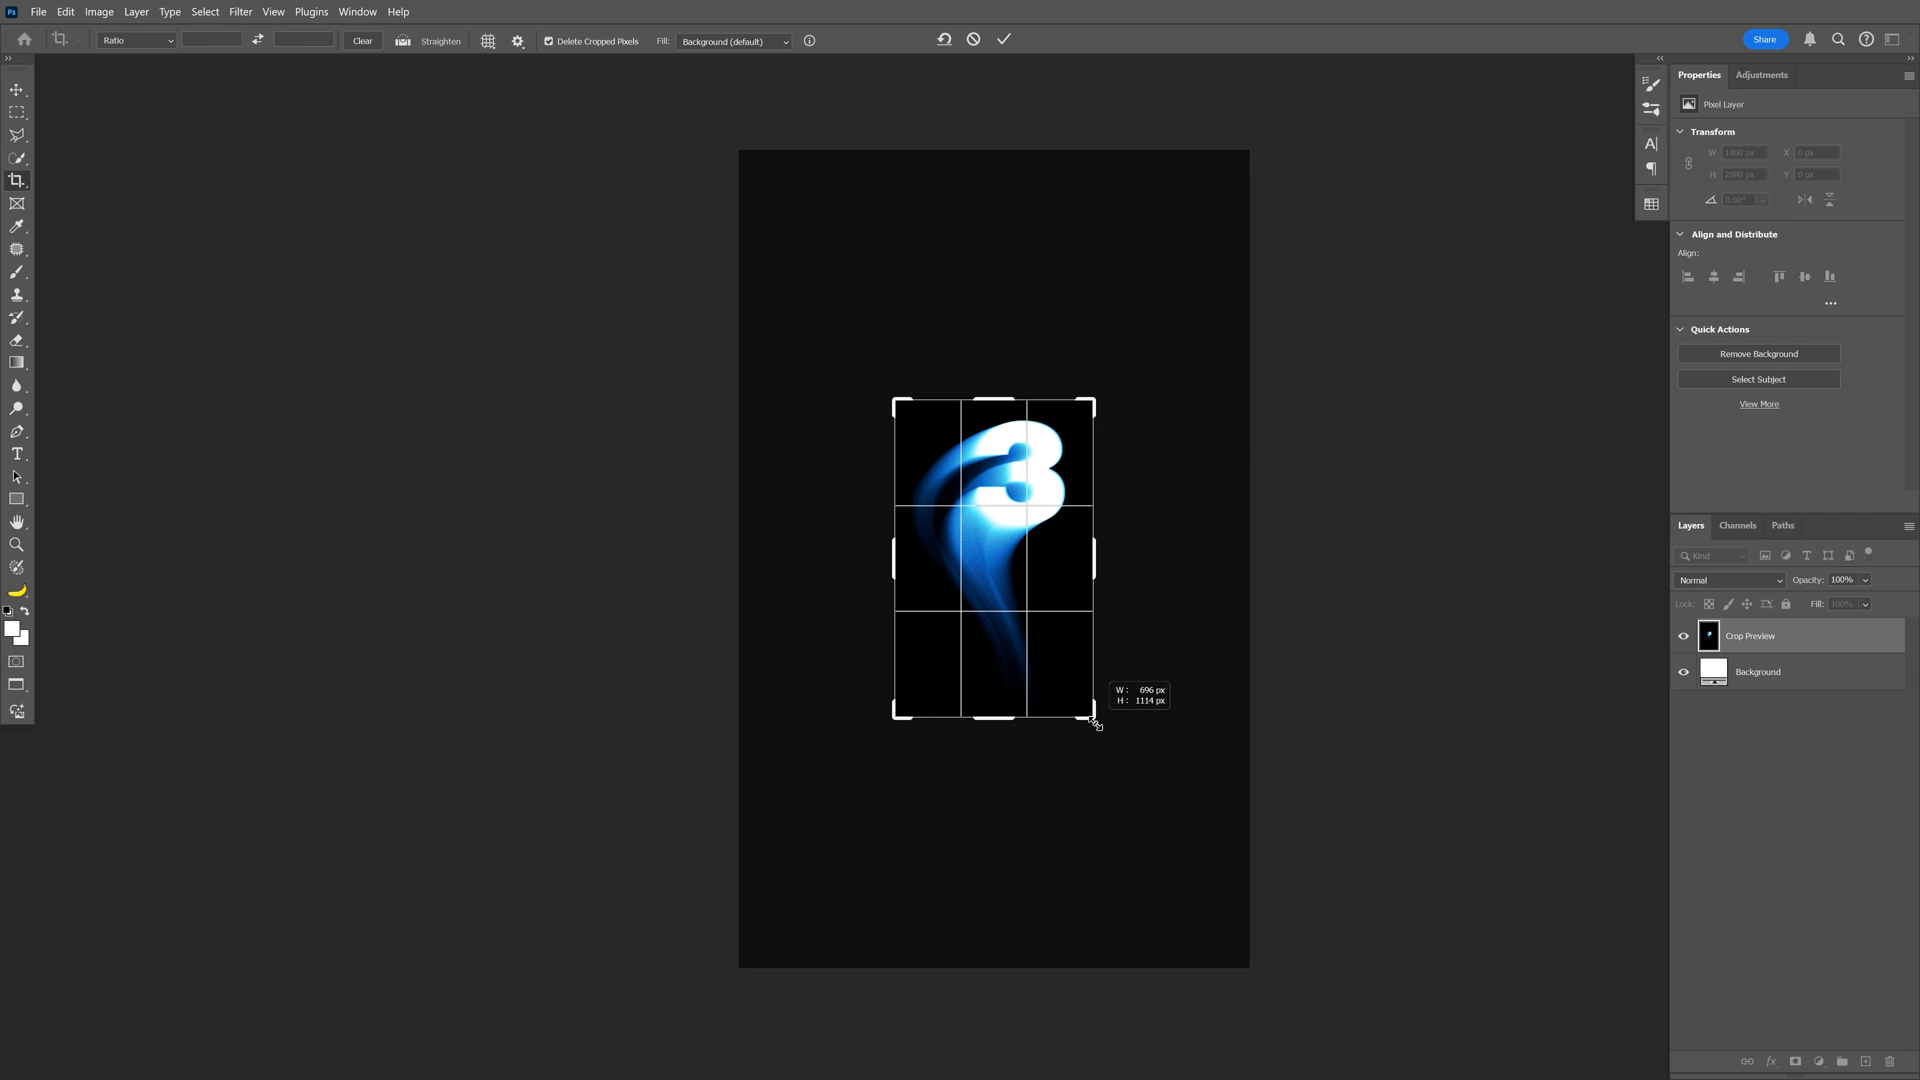 Ps File Edit Image Layer Type Select Filter View Plugins Window Help
Ratio Clear Straighten Delete Cropped Pixels Fill: Background (default) Share
Properties Adjustments
Pixel Layer
Transform
W 1800 px X 0 px
H 2880 px Y 0 px
0.00°
Align and Distribute
Align:
Quick Actions
Remove Background
Select Subject
View More
3
W: 696 px
H: 1114 px
Layers Channels Paths
Kind
Normal Opacity: 100%
Lock: Fill: 100%
Crop Preview
Background
fx